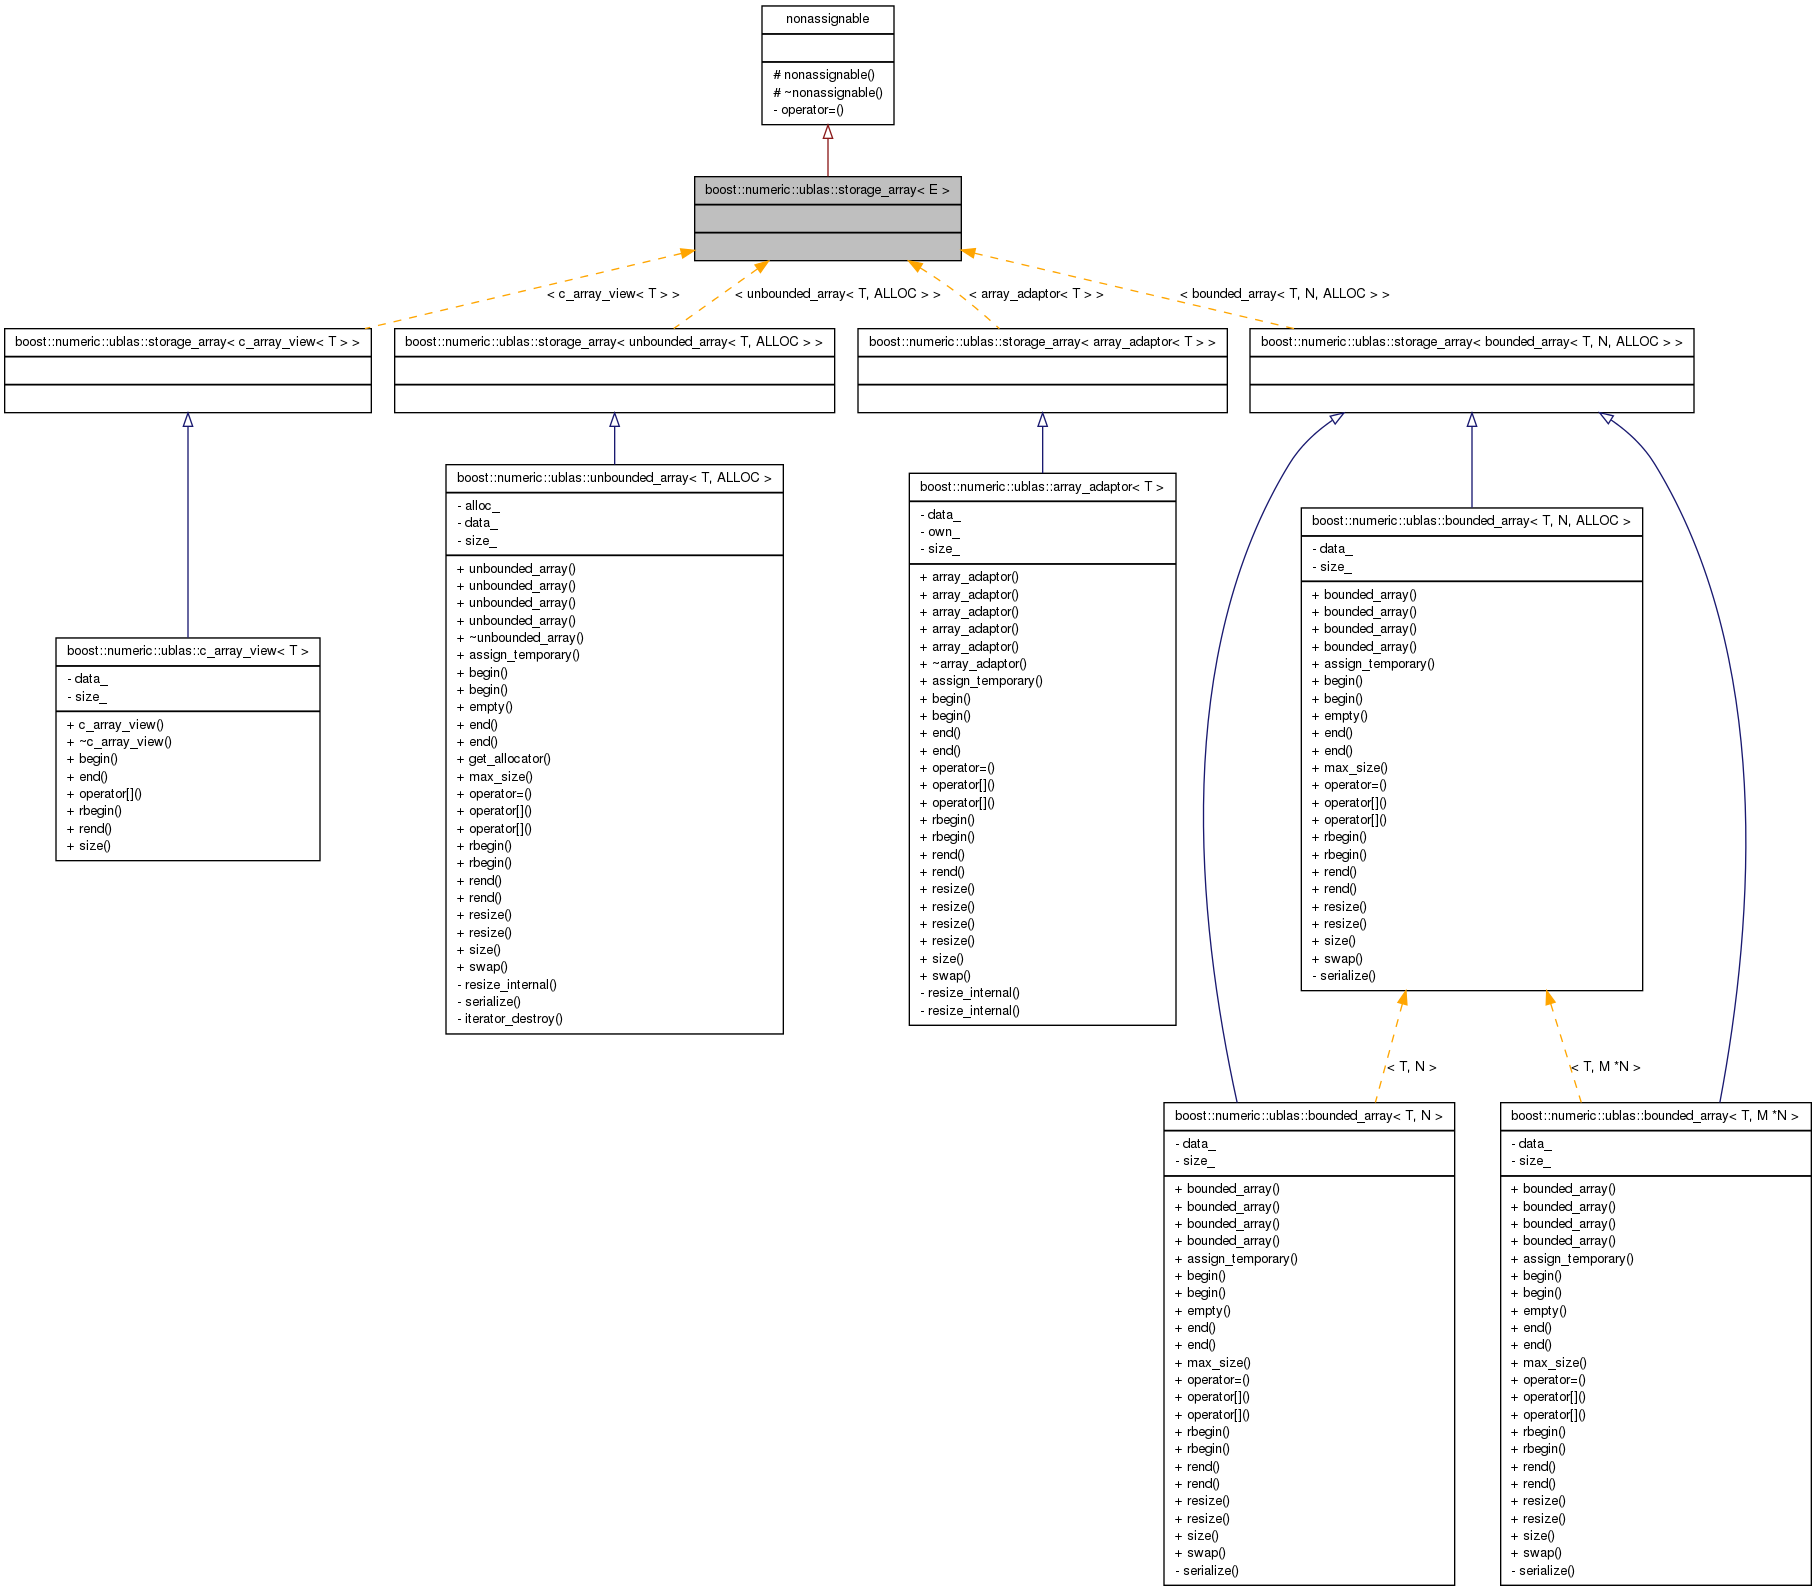 nonassignable
# nonassignable()
# ~nonassignable()
- operator=()
boost::numeric::ublas::storage_array< E >
< c_array_view< T > >
< unbounded_array< T, ALLOC > >
< array_adaptor< T > >
< bounded_array< T, N, ALLOC > >
boost::numeric::ublas::storage_array< c_array_view< T > >
boost::numeric::ublas::storage_array< unbounded_array< T, ALLOC > >
boost::numeric::ublas::storage_array< array_adaptor< T > >
boost::numeric::ublas::storage_array< bounded_array< T, N, ALLOC > >
boost::numeric::ublas::c_array_view< T >
- data_
- size_
+ c_array_view()
+ ~c_array_view()
+ begin()
+ end()
+ operator[]()
+ rbegin()
+ rend()
+ size()
boost::numeric::ublas::unbounded_array< T, ALLOC >
- alloc_
- data_
- size_
+ unbounded_array()
+ unbounded_array()
+ unbounded_array()
+ unbounded_array()
+ ~unbounded_array()
+ assign_temporary()
+ begin()
+ begin()
+ empty()
+ end()
+ end()
+ get_allocator()
+ max_size()
+ operator=()
+ operator[]()
+ operator[]()
+ rbegin()
+ rbegin()
+ rend()
+ rend()
+ resize()
+ resize()
+ size()
+ swap()
- resize_internal()
- serialize()
- iterator_destroy()
boost::numeric::ublas::array_adaptor< T >
- data_
- own_
- size_
+ array_adaptor()
+ array_adaptor()
+ array_adaptor()
+ array_adaptor()
+ array_adaptor()
+ ~array_adaptor()
+ assign_temporary()
+ begin()
+ begin()
+ end()
+ end()
+ operator=()
+ operator[]()
+ operator[]()
+ rbegin()
+ rbegin()
+ rend()
+ rend()
+ resize()
+ resize()
+ resize()
+ resize()
+ size()
+ swap()
- resize_internal()
- resize_internal()
boost::numeric::ublas::bounded_array< T, N, ALLOC >
- data_
- size_
+ bounded_array()
+ bounded_array()
+ bounded_array()
+ bounded_array()
+ assign_temporary()
+ begin()
+ begin()
+ empty()
+ end()
+ end()
+ max_size()
+ operator=()
+ operator[]()
+ operator[]()
+ rbegin()
+ rbegin()
+ rend()
+ rend()
+ resize()
+ resize()
+ size()
+ swap()
- serialize()
< T, N >
< T, M *N >
boost::numeric::ublas::bounded_array< T, N >
- data_
- size_
+ bounded_array()
+ bounded_array()
+ bounded_array()
+ bounded_array()
+ assign_temporary()
+ begin()
+ begin()
+ empty()
+ end()
+ end()
+ max_size()
+ operator=()
+ operator[]()
+ operator[]()
+ rbegin()
+ rbegin()
+ rend()
+ rend()
+ resize()
+ resize()
+ size()
+ swap()
- serialize()
boost::numeric::ublas::bounded_array< T, M *N >
- data_
- size_
+ bounded_array()
+ bounded_array()
+ bounded_array()
+ bounded_array()
+ assign_temporary()
+ begin()
+ begin()
+ empty()
+ end()
+ end()
+ max_size()
+ operator=()
+ operator[]()
+ operator[]()
+ rbegin()
+ rbegin()
+ rend()
+ rend()
+ resize()
+ resize()
+ size()
+ swap()
- serialize()